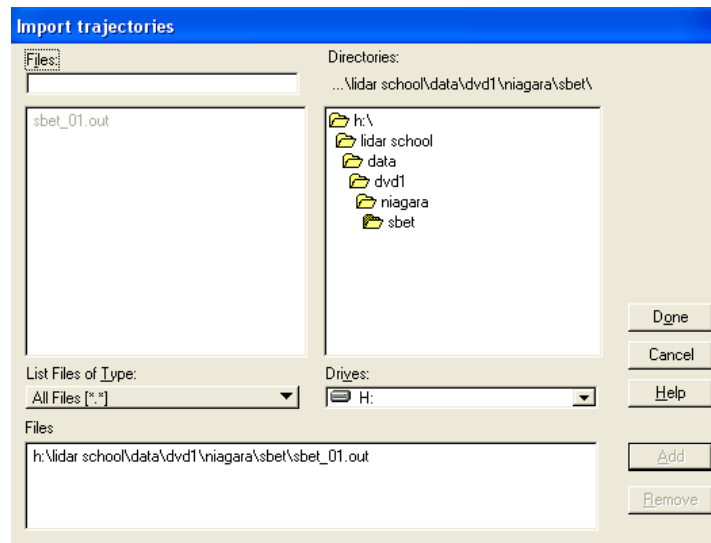 Import trajectories
Files:
Directories:
...\lidar school\data\dvd1\niagara\sbet\
sbet_01.out
h:\
lidar school
data
dvd1
niagara
sbet
Done
Cancel
Help
List Files of Type:
All Files [*.*]
Drives:
H:
Files
h:\lidar school\data\dvd1\niagara\sbet\sbet_01.out
Add
Remove